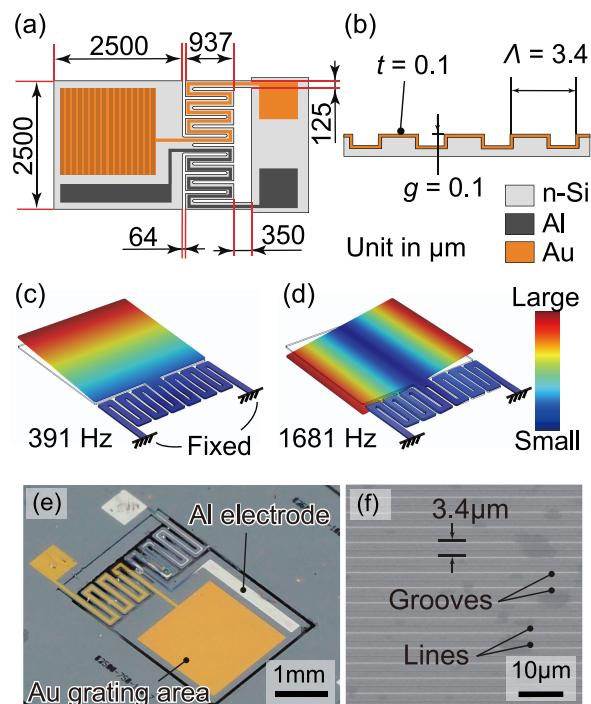 (a)
2500
937
2500
125
64
350
(b)
t = 0.1
Λ = 3.4
g = 0.1
n-Si
Al
Au
Unit in μm
(c)
391 Hz
Fixed
(d)
1681 Hz
Large
Small
(e)
Al electrode
Au grating area
1mm
(f)
3.4μm
Grooves
Lines
10μm